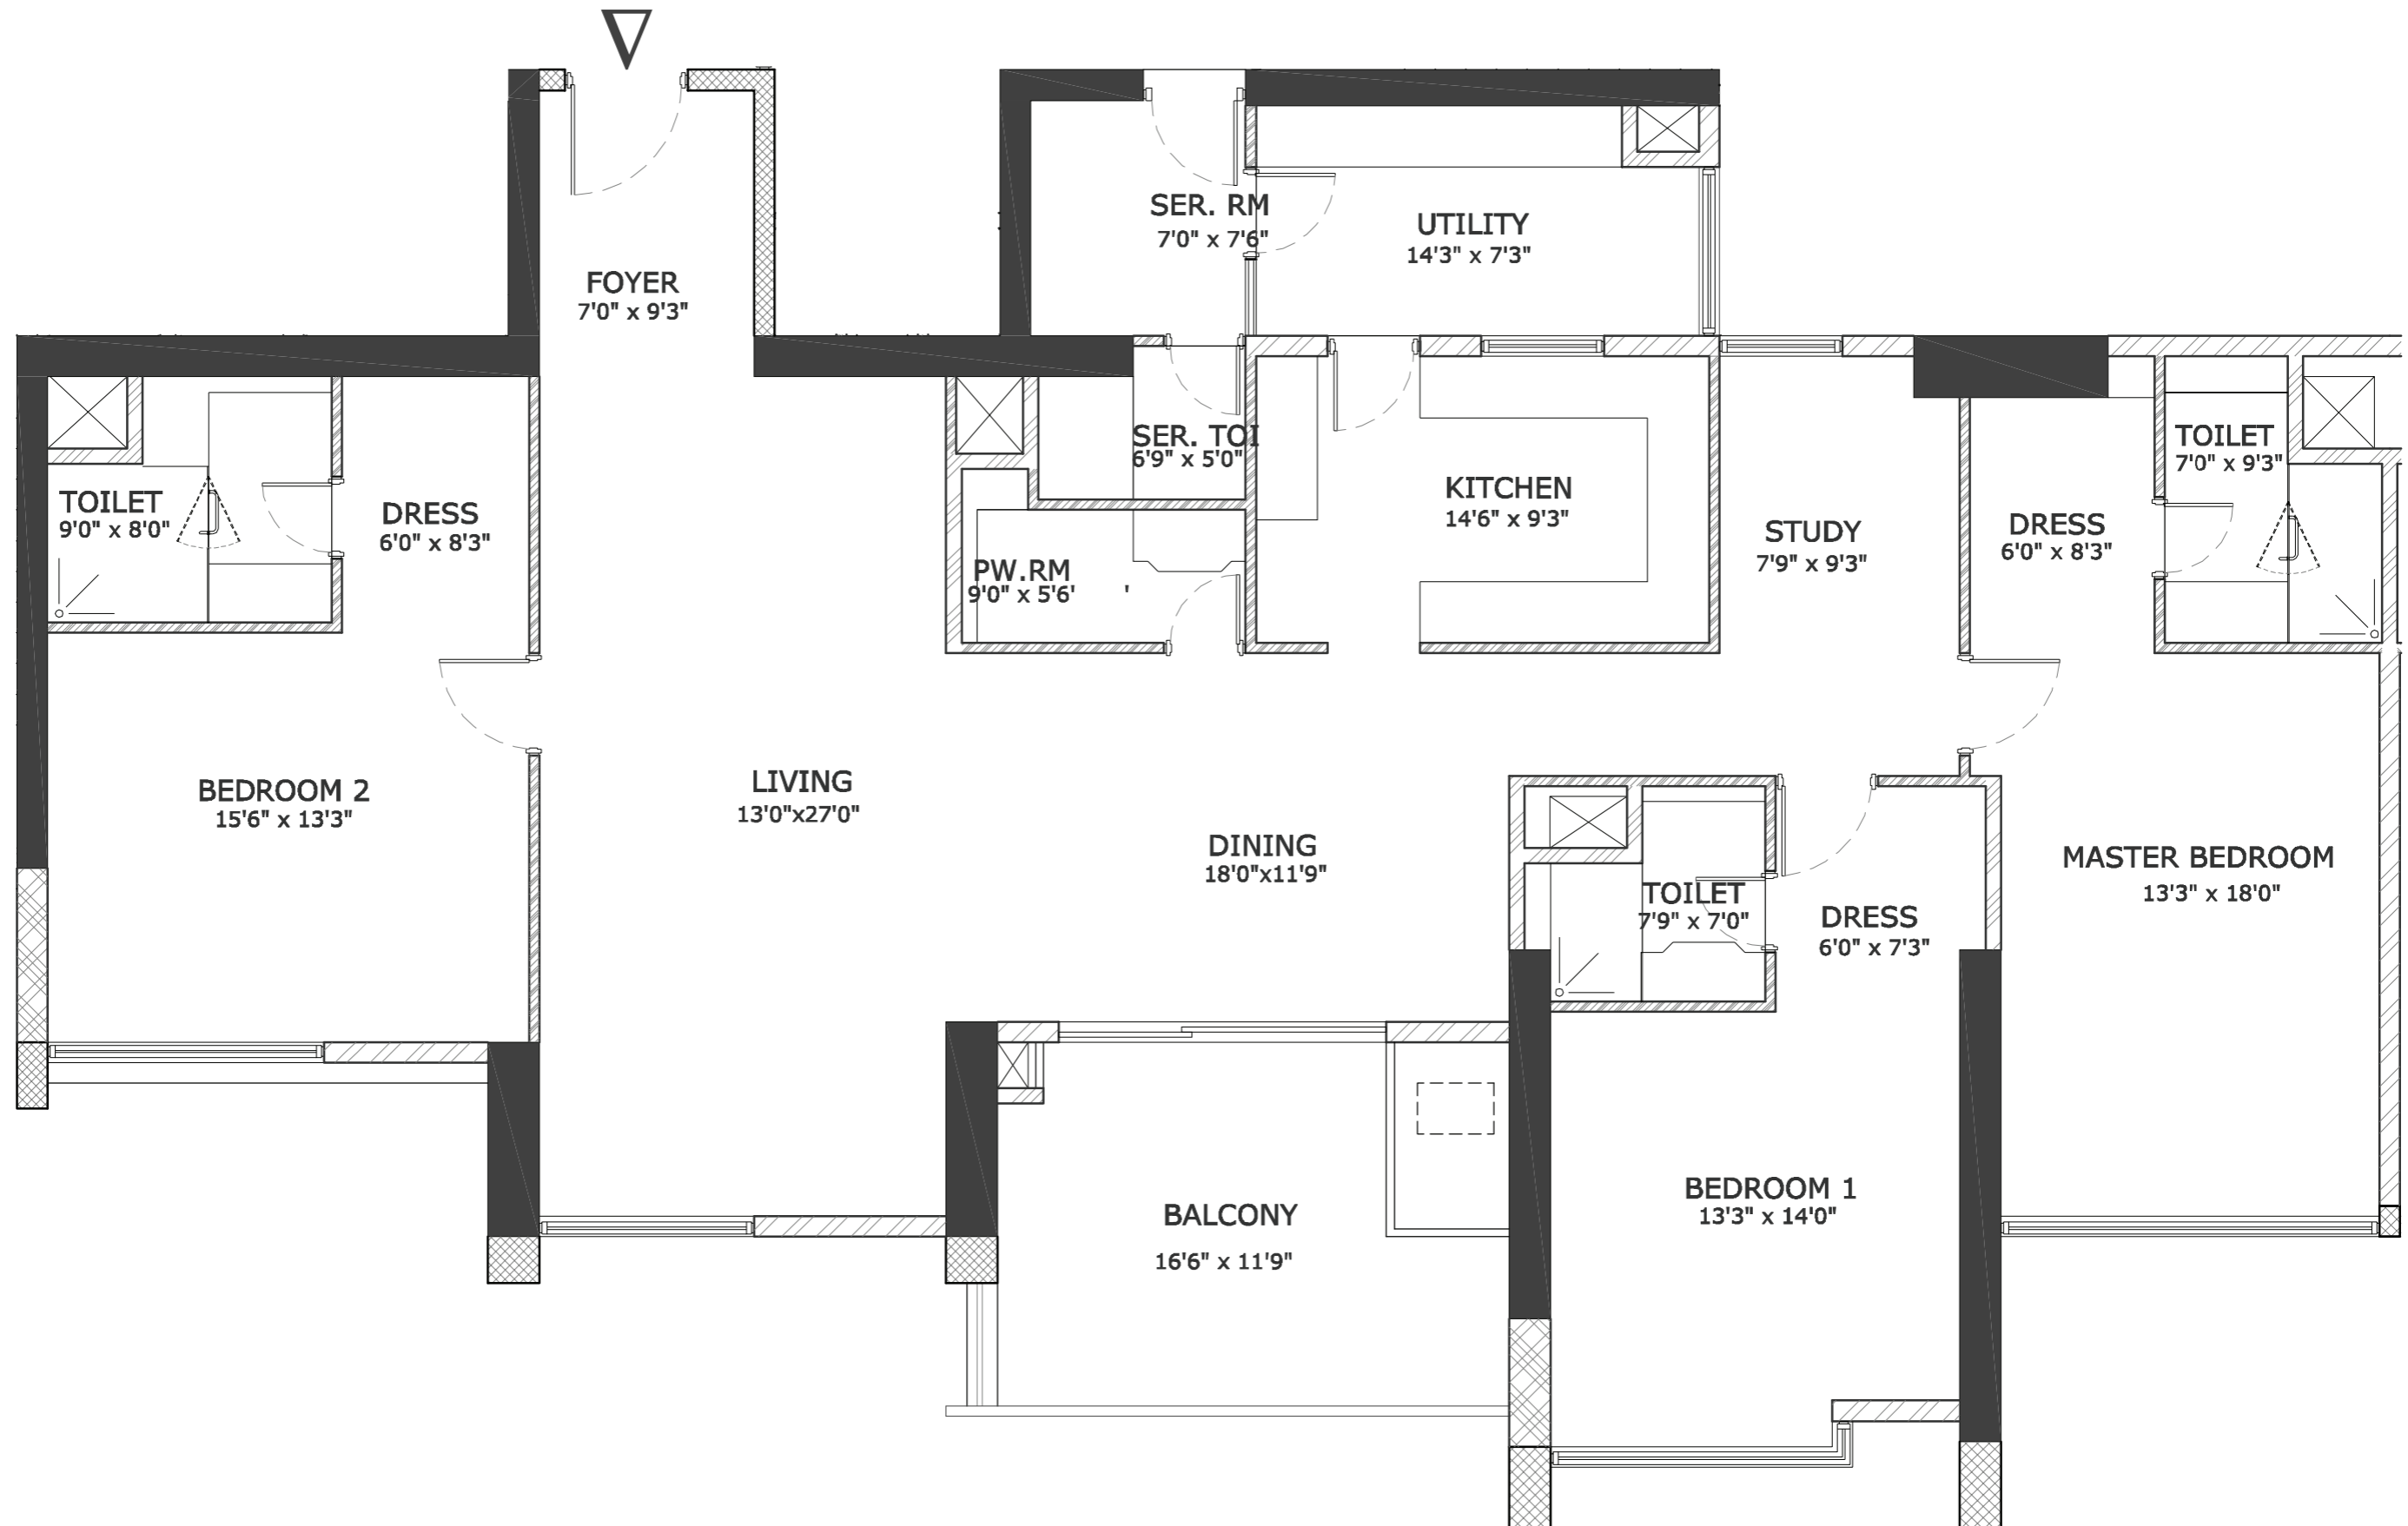 SER. RM
7'0" x 7'6"
UTILITY
14'3" x 7'3"
FOYER
7'0" x 9'3"
SER. TOI
6'9" x 5'0"
TOILET
7'0" x 9'3"
TOILET
9'0" x 8'0"
DRESS
6'0" x 8'3"
KITCHEN
14'6" x 9'3"
STUDY
7'9" x 9'3"
DRESS
6'0" x 8'3"
PW.RM
9'0" x 5'6' '
BEDROOM 2
15'6" x 13'3"
LIVING
13'0"x27'0"
DINING
18'0"x11'9"
MASTER BEDROOM
13'3" x 18'0"
TOILET
7'9" x 7'0"
DRESS
6'0" x 7'3"
BALCONY
16'6" x 11'9"
BEDROOM 1
13'3" x 14'0"